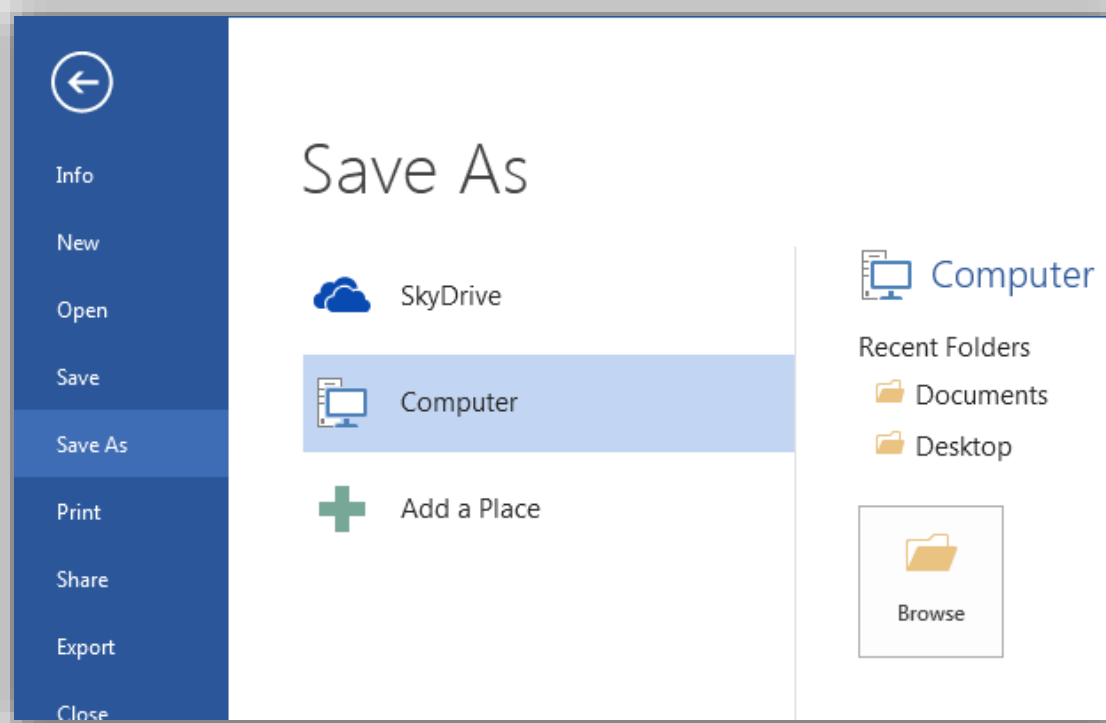 Info
New
Open
Save
Save As
Print
Share
Export
Close
Save As
SkyDrive
Computer
Add a Place
Computer
Recent Folders
Documents
Desktop
Browse